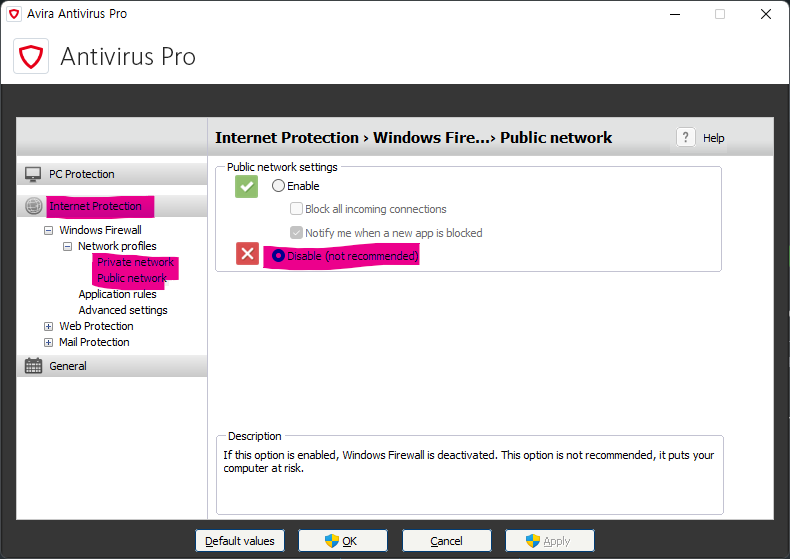 Avira Antivirus Pro
Antivirus Pro
Internet Protection › Windows Fire...› Public network
? Help
PC Protection
Internet Protection
Windows Firewall
Network profiles
Private network
Public network
Application rules
Advanced settings
Web Protection
Mail Protection
General
Public network settings
Enable
Block all incoming connections
Notify me when a new app is blocked
Disable (not recommended)
Description
If this option is enabled, Windows Firewall is deactivated. This option is not recommended, it puts your
computer at risk.
Default values
OK
Cancel
Apply